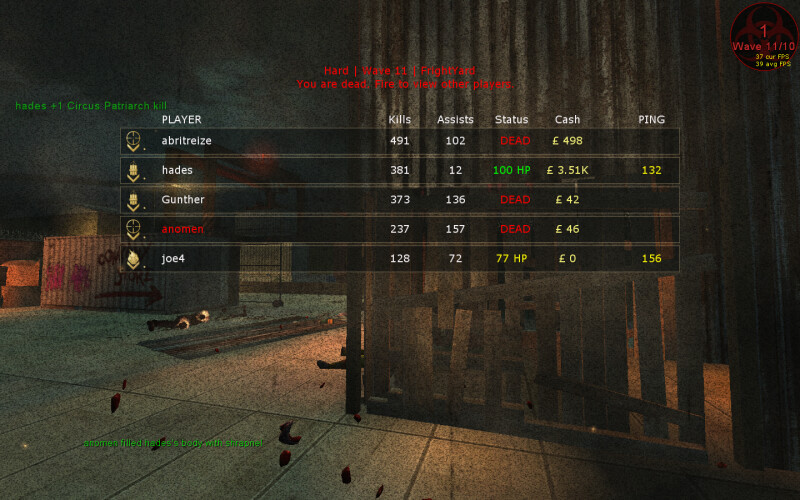 1
Wave 11/10
37 cur FPS
39 avg FPS
Hard | Wave 11 | FrightYard
You are dead. Fire to view other players.
hades +1 Circus Patriarch kill
PLAYER Kills Assists Status Cash PING
abritreize 491 102 DEAD £ 498
hades 381 12 100 HP £ 3.51K 132
Gunther 373 136 DEAD £ 42
anomen 237 157 DEAD £ 46
joe4 128 72 77 HP £ 0 156
anomen filled hades's body with shrapnel